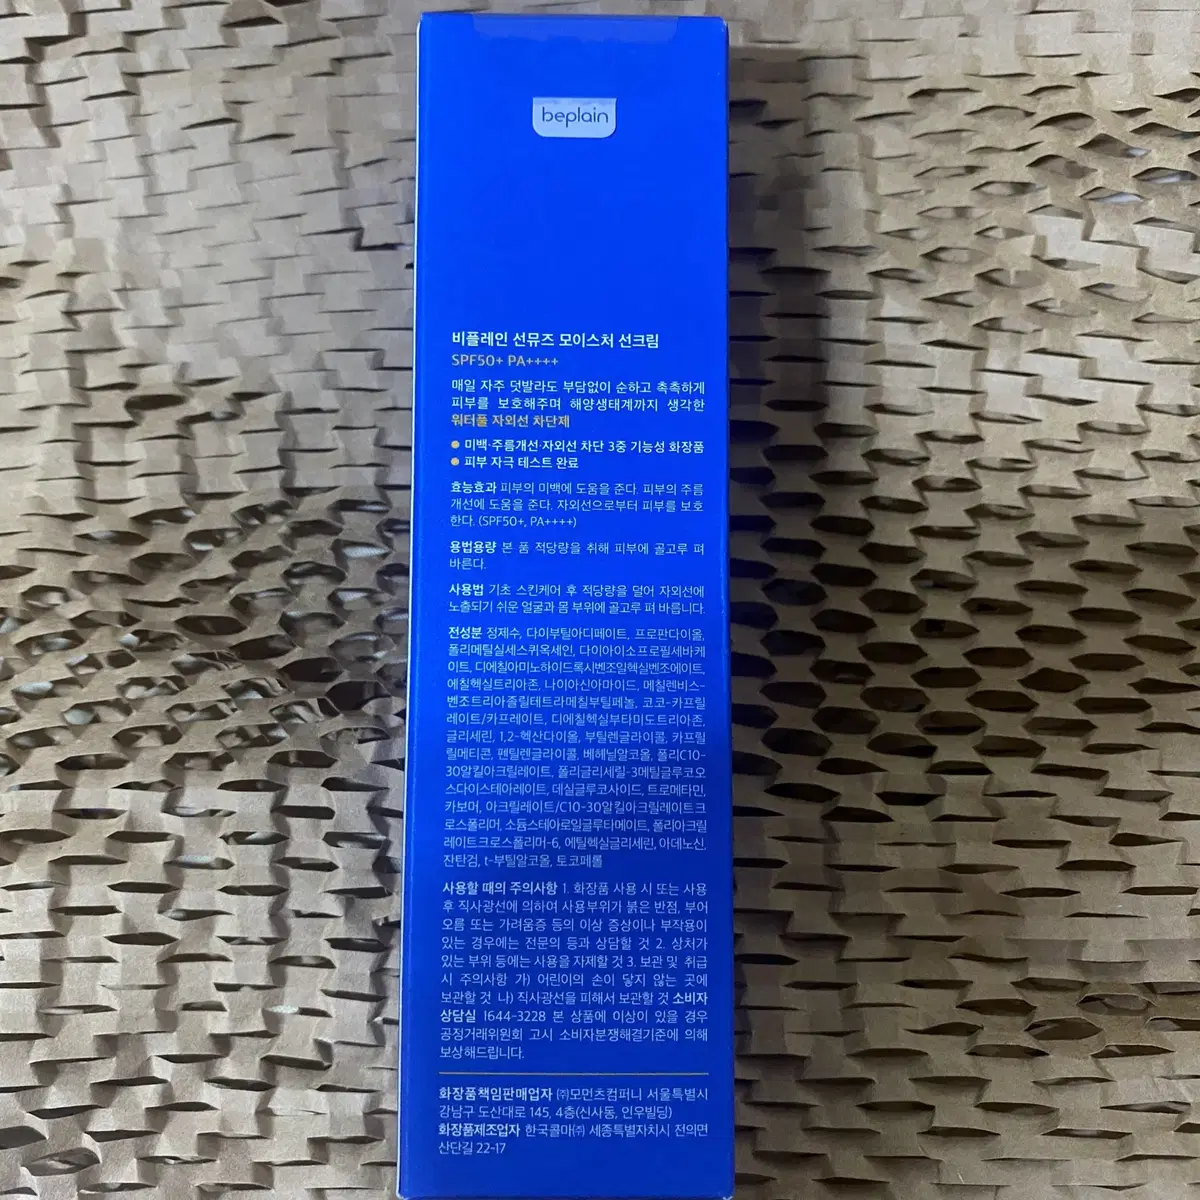 beplain
비플레인 선뮤즈 모이스처 선크림
SPF50+ PA++++
매일 자주 덧발라도 부담없이 순하고 촉촉하게
피부를 보호해주며 해양생태계까지 생각한
워터풀 자외선 차단제
미백·주름개선·자외선 차단 3중 기능성 화장품
피부 자극 테스트 완료
효능효과 피부의 미백에 도움을 준다. 피부의 주름
개선에 도움을 준다. 자외선으로부터 피부를 보호
한다. (SPF50+, PA++++)
용법용량 본 품 적당량을 취해 피부에 골고루 펴
바른다.
사용법 기초 스킨케어 후 적당량을 덜어 자외선에
노출되기 쉬운 얼굴과 몸 부위에 골고루 펴 바릅니다.
전성분 정제수, 다이부틸아디페이트, 프로판다이올,
폴리메틸실세스퀴옥세인, 다이아이소프로필세바케
이트, 디에칠아미노하이드록시벤조일헥실벤조에이트,
에칠헥실트리아존, 나이아신아마이드, 메칠렌비스-
벤조트리아졸릴테트라메칠부틸페놀, 코코-카프릴
레이트/카프레이트, 디에칠헥실부타미도트리아존,
글리세린, 1,2-헥산다이올, 부틸렌글라이콜, 카프릴
릴메티콘, 펜틸렌글라이콜, 베헤닐알코올, 폴리C10-
30알킬아크릴레이트, 폴리글리세릴-3메틸글루코오
스다이스테아레이트, 데실글루코사이드, 트로메타민,
카보머, 아크릴레이트/C10-30알킬아크릴레이트크
로스폴리머, 소듐스테아로일글루타메이트, 폴리아크릴
레이트크로스폴리머-6, 에틸헥실글리세린, 아데노신,
잔탄검, t-부틸알코올, 토코페롤
사용할 때의 주의사항 1. 화장품 사용 시 또는 사용
후 직사광선에 의하여 사용부위가 붉은 반점, 부어
오름 또는 가려움증 등의 이상 증상이나 부작용이
있는 경우에는 전문의 등과 상담할 것 2. 상처가
있는 부위 등에는 사용을 자제할 것 3. 보관 및 취급
시 주의사항 가) 어린이의 손이 닿지 않는 곳에
보관할 것 나) 직사광선을 피해서 보관할 것 소비자
상담실 1644-3228 본 상품에 이상이 있을 경우
공정거래위원회 고시 소비자분쟁해결기준에 의해
보상해드립니다.
화장품책임판매업자 ㈜모먼츠컴퍼니 서울특별시
강남구 도산대로 145, 4층(신사동, 인우빌딩)
화장품제조업자 한국콜마㈜ 세종특별자치시 전의면
산단길 22-17